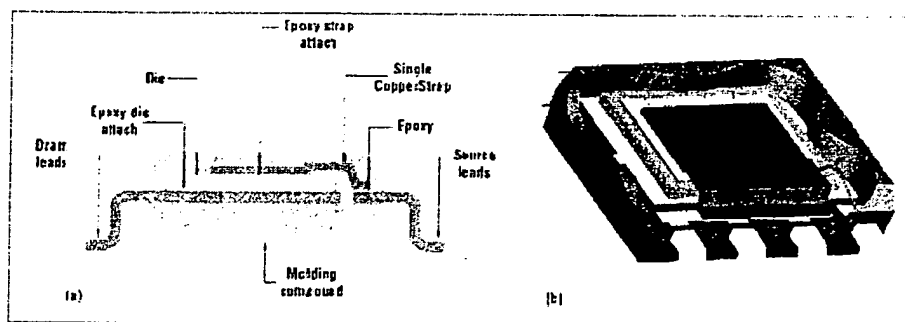 Epoxy strap
attach
Die
Single
Copper Strap
Epoxy die
attach
Epoxy
Drain
leads
Source
leads
Molding
compound
(a)
(b)